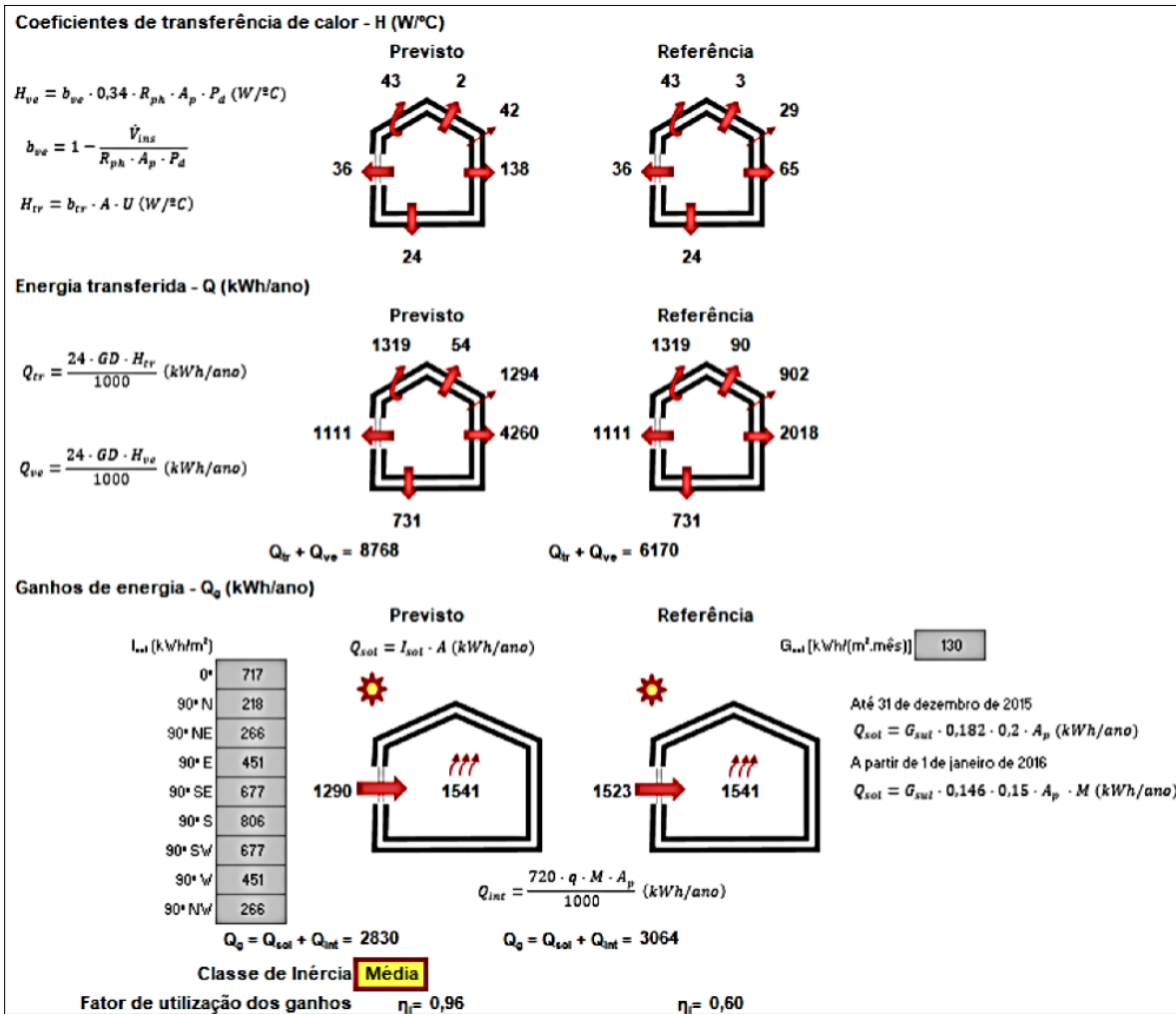 Coeficientes de transferência de calor - H (W/ºC)
Previsto Referência
H_ve = b_ve · 0,34 · R_ph · A_p · P_d (W/ºC)
43 2 43 3
42 29
b_ve = 1 − V̇_ins / (R_ph · A_p · P_d)
36 138 36 65
H_tr = b_tr · A · U (W/ºC)
24 24
Energia transferida - Q (kWh/ano)
Previsto Referência
1319 54 1319 90
Q_tr = 24 · GD · H_tr / 1000 (kWh/ano)
1294 902
1111 4260 1111 2018
Q_ve = 24 · GD · H_ve / 1000 (kWh/ano)
731 731
Q_tr + Q_ve = 8768 Q_tr + Q_ve = 6170
Ganhos de energia - Q_g (kWh/ano)
Previsto Referência
I_sol (kWh/m²) Q_sol = I_sol · A (kWh/ano) G_sul [kWh/(m².mês)] 130
0º 717
90º N 218
Até 31 de dezembro de 2015
90º NE 266
Q_sol = G_sul · 0,182 · 0,2 · A_p (kWh/ano)
90º E 451
A partir de 1 de janeiro de 2016
90º SE 677 1290 1541 1523 1541 Q_sol = G_sul · 0,146 · 0,15 · A_p · M (kWh/ano)
90º S 806
90º SW 677
90º W 451
Q_int = 720 · q · M · A_p / 1000 (kWh/ano)
90º NW 266
Q_g = Q_sol + Q_int = 2830 Q_g = Q_sol + Q_int = 3064
Classe de Inércia Média
Fator de utilização dos ganhos η_i= 0,96 η_i= 0,60